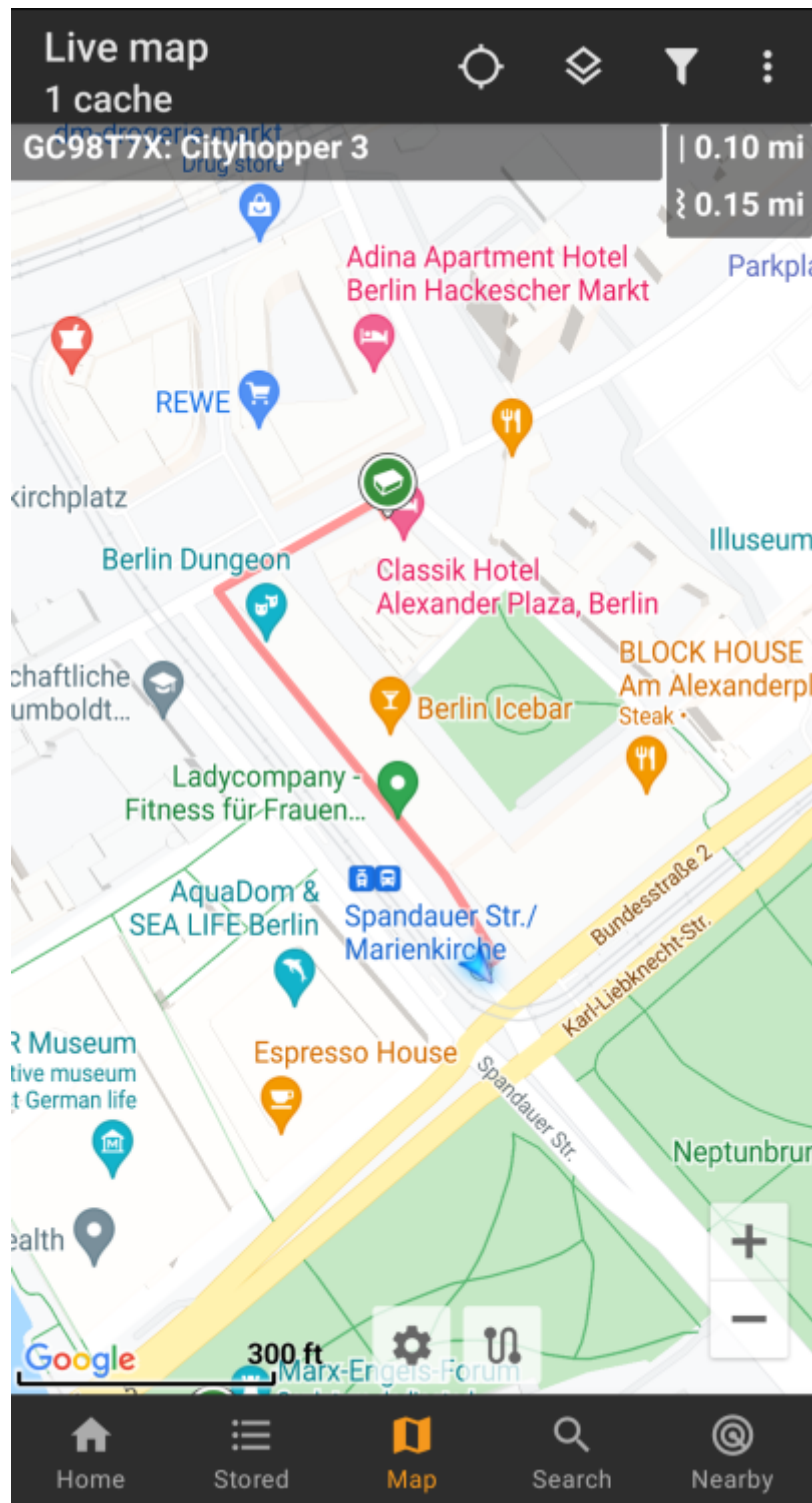 Live map
1 cache
dm-drogerie markt
Drug store
GC98T7X: Cityhopper 3
| 0.10 mi
0.15 mi
Adina Apartment Hotel
Berlin Hackescher Markt
Parkpla
REWE
kirchplatz
Illuseum
Berlin Dungeon
Classik Hotel
Alexander Plaza, Berlin
chaftliche
umboldt...
BLOCK HOUSE
Am Alexanderpl
Steak •
Berlin Icebar
Ladycompany -
Fitness für Frauen...
AquaDom &
SEA LIFE Berlin
Spandauer Str./
Marienkirche
Bundesstraße 2
Karl-Liebknecht-Str.
R Museum
tive museum
t German life
Espresso House
Spandauer Str.
Neptunbrun
ealth
+
−
Google
300 ft
2
Marx-Engels-Forum
Home
Stored
Map
Search
Nearby